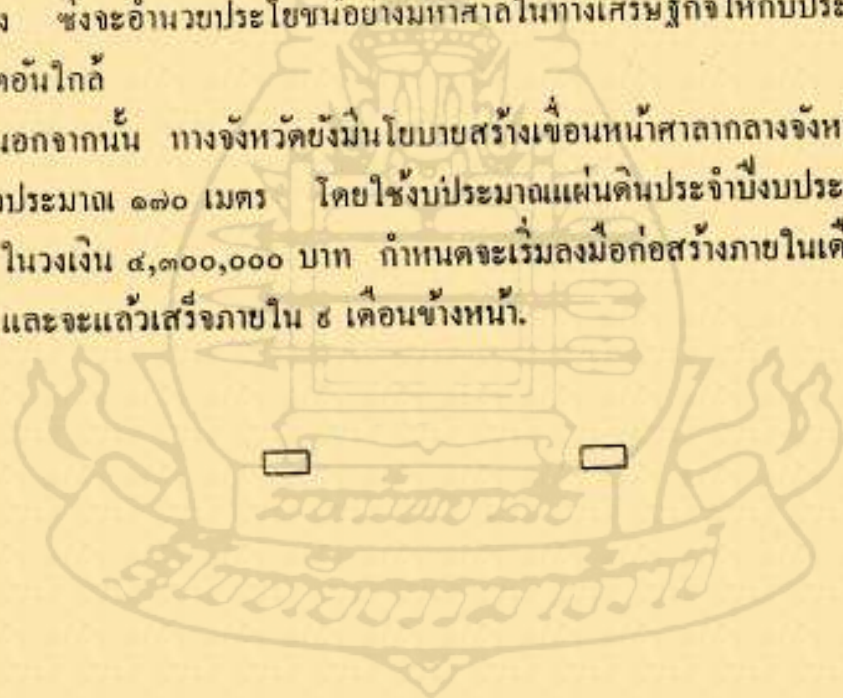 ง ซึ่งจะอำนวยประโยชน์อย่างมหาศาลในทางเศรษฐกิจให้กับประ
คอันใกล้
นอกจากนั้น ทางจังหวัดยังมีนโยบายสร้างเขื่อนหน้าศาลากลางจังห
งประมาณ ๑๗๐ เมตร โดยใช้งบประมาณแผ่นดินประจำปีงบประ
ในวงเงิน ๔,๓๐๐,๐๐๐ บาท กำหนดจะเริ่มลงมือก่อสร้างภายในเดื
และจะแล้วเสร็จภายใน ๙ เดือนข้างหน้า.